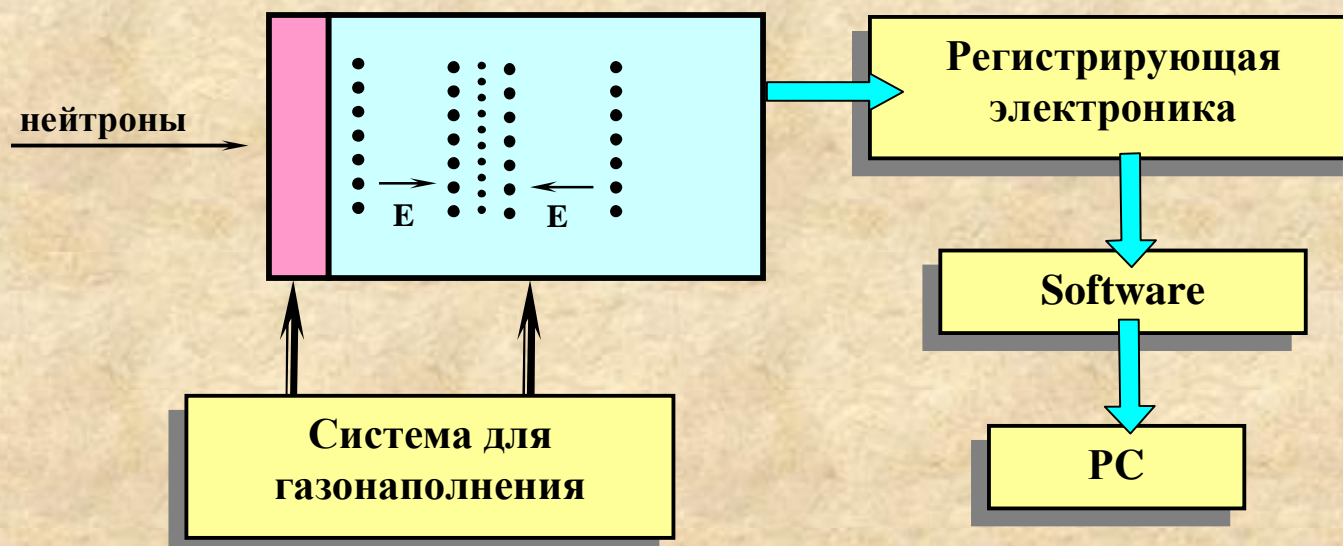 нейтроны
E
E
Регистрирующая
электроника
Software
PC
Система для
газонаполнения